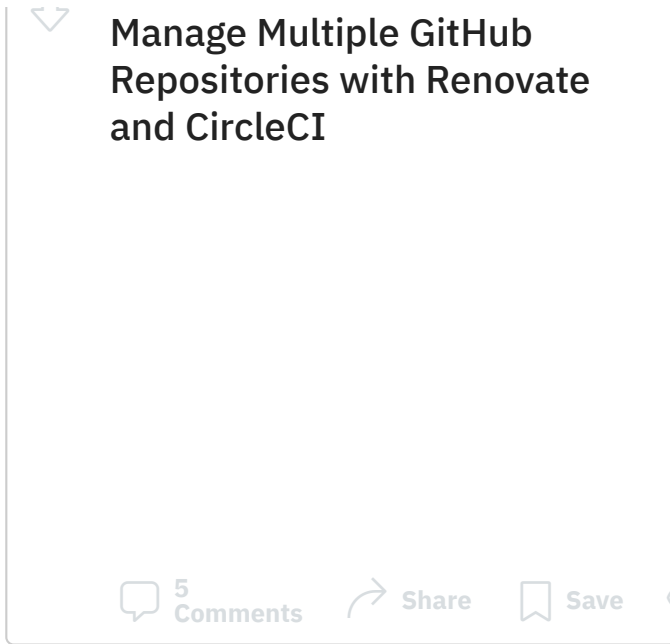 Manage Multiple GitHub
Repositories with Renovate
and CircleCI
5
Comments
Share
Save